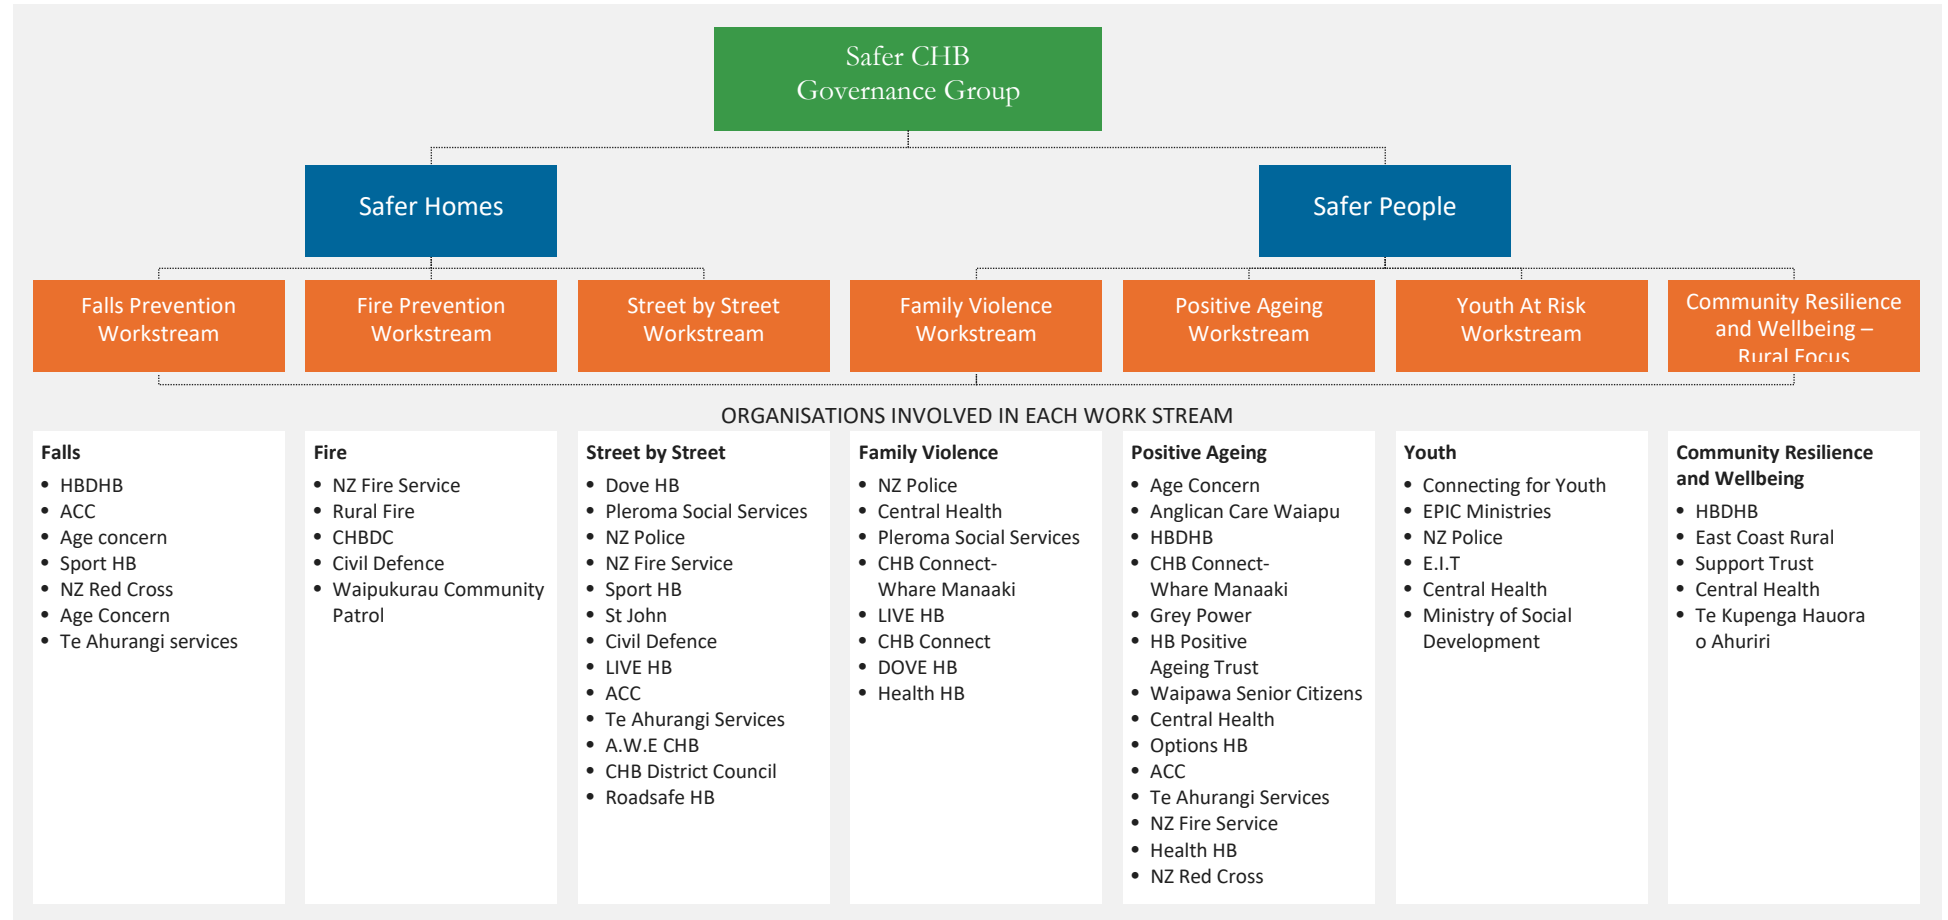 Safer CHB
Governance Group
Safer Homes
Safer People
Falls Prevention
Workstream
Fire Prevention
Workstream
Street by Street
Workstream
Family Violence
Workstream
Positive Ageing
Workstream
Youth At Risk
Workstream
Community Resilience
and Wellbeing –
Rural Focus
ORGANISATIONS INVOLVED IN EACH WORK STREAM
Falls
• HBDHB
• ACC
• Age concern
• Sport HB
• NZ Red Cross
• Age Concern
• Te Ahurangi services
Fire
• NZ Fire Service
• Rural Fire
• CHBDC
• Civil Defence
• Waipukurau Community
Patrol
Street by Street
• Dove HB
• Pleroma Social Services
• NZ Police
• NZ Fire Service
• Sport HB
• St John
• Civil Defence
• LIVE HB
• ACC
• Te Ahurangi Services
• A.W.E CHB
• CHB District Council
• Roadsafe HB
Family Violence
• NZ Police
• Central Health
• Pleroma Social Services
• CHB Connect-
Whare Manaaki
• LIVE HB
• CHB Connect
• DOVE HB
• Health HB
Positive Ageing
• Age Concern
• Anglican Care Waiapu
• HBDHB
• CHB Connect-
Whare Manaaki
• Grey Power
• HB Positive
Ageing Trust
• Waipawa Senior Citizens
• Central Health
• Options HB
• ACC
• Te Ahurangi Services
• NZ Fire Service
• Health HB
• NZ Red Cross
Youth
• Connecting for Youth
• EPIC Ministries
• NZ Police
• E.I.T
• Central Health
• Ministry of Social
Development
Community Resilience
and Wellbeing
• HBDHB
• East Coast Rural
• Support Trust
• Central Health
• Te Kupenga Hauora
o Ahuriri